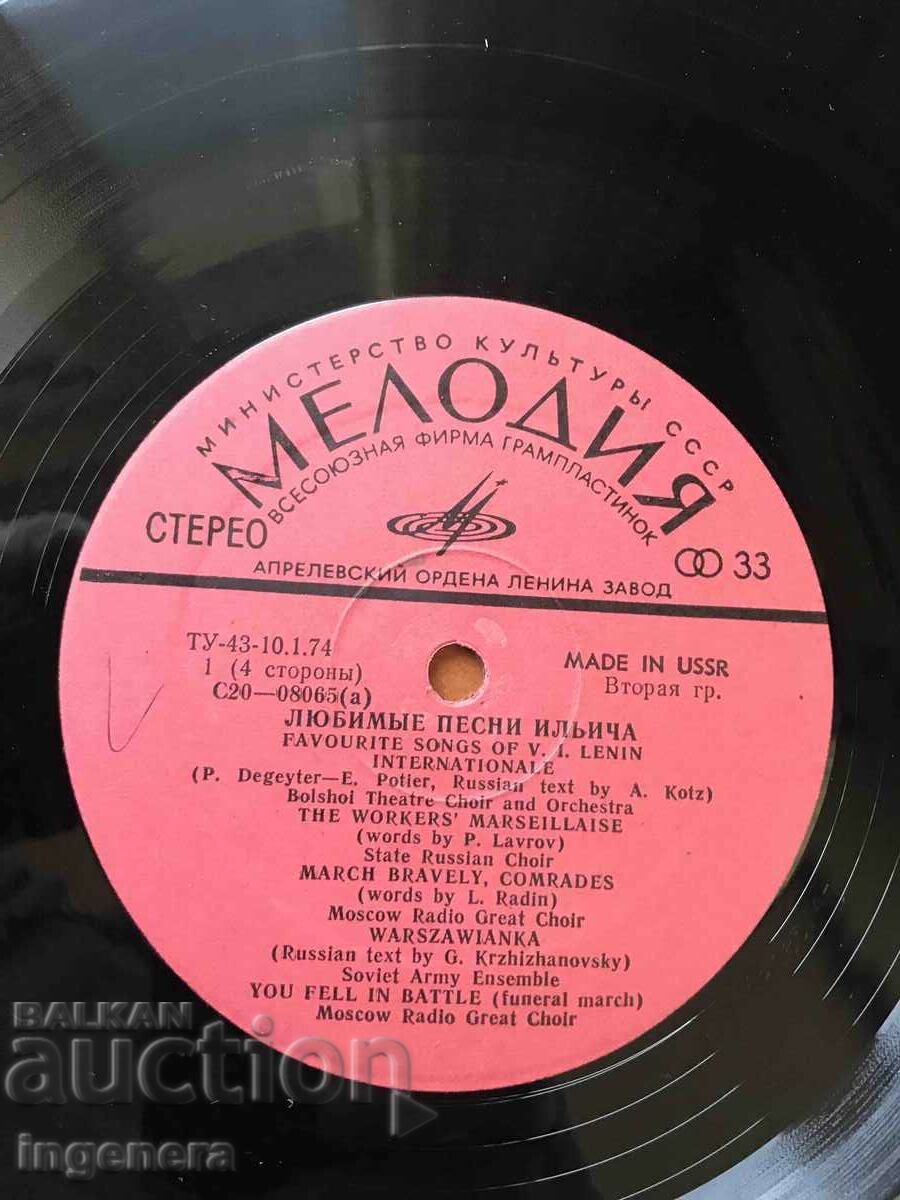 МИНИСТЕРСТВО КУЛЬТУРЫ СССР
МЕЛОДИЯ
ВСЕСОЮЗНАЯ ФИРМА ГРАМПЛАСТИНОК
СТЕРЕО
33
АПРЕЛЕВСКИЙ ОРДЕНА ЛЕНИНА ЗАВОД
ТУ-43-10.1.74
1 (4 стороны)
С20—08065(а)
MADE IN USSR
Вторая гр.
ЛЮБИМЫЕ ПЕСНИ ИЛЬИЧА
FAVOURITE SONGS OF V. I. LENIN
INTERNATIONALE
(P. Degeyter—E. Potier, Russian text by A. Kotz)
Bolshoi Theatre Choir and Orchestra
THE WORKERS' MARSEILLAISE
(words by P. Lavrov)
State Russian Choir
MARCH BRAVELY, COMRADES
(words by L. Radin)
Moscow Radio Great Choir
WARSZAWIANKA
(Russian text by G. Krzhizhanovsky)
Soviet Army Ensemble
YOU FELL IN BATTLE (funeral march)
Moscow Radio Great Choir
BALKAN
auction
ingenera